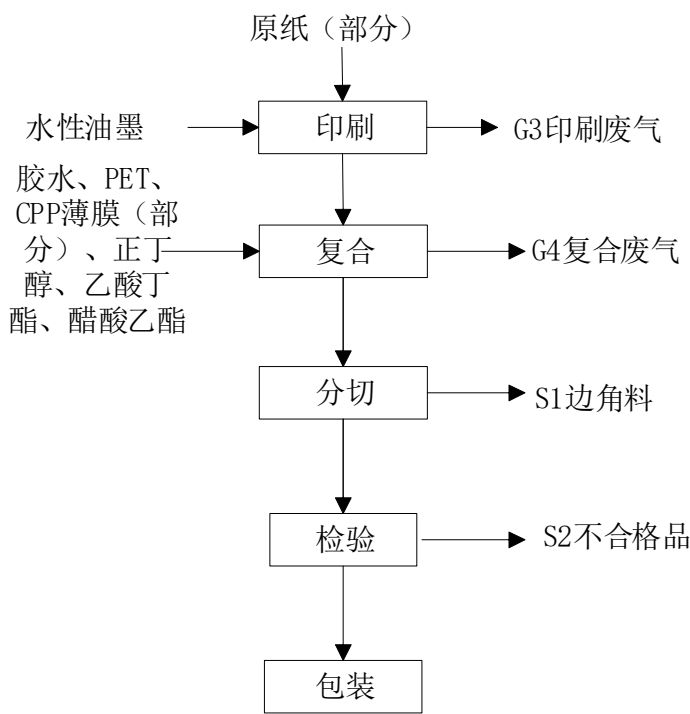 原纸（部分）
水性油墨
印刷
G3印刷废气
胶水、PET、
CPP薄膜（部
分）、正丁
醇、乙酸丁
酯、醋酸乙酯
复合
G4复合废气
分切
S1边角料
检验
S2不合格品
包装